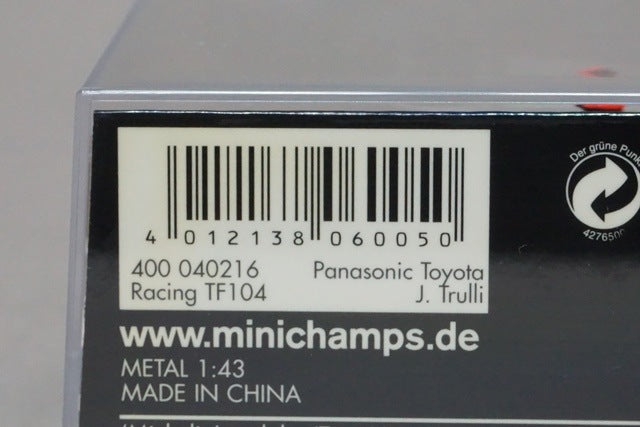 4 012138 060050
400 040216 Panasonic Toyota
Racing TF104 J. Trulli
www.minichamps.de
METAL 1:43
MADE IN CHINA
Der grüne Punkt